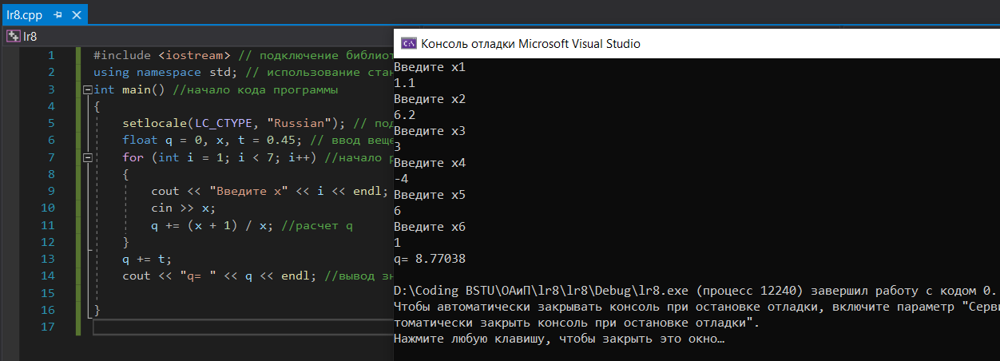 lr8.cpp
lr8
1 #include <iostream> // подключение
2 using namespace std; // использование
3 int main() //начало кода программы
4 {
5 setlocale(LC_CTYPE, "Russian"); //
6 float q = 0, x, t = 0.45; // ввод
7 for (int i = 1; i < 7; i++) //начало
8 {
9 cout << "Введите x" << i << endl;
10 cin >> x;
11 q += (x + 1) / x; //расчет q
12 }
13 q += t;
14 cout << "q= " << q << endl; //вывод
15
16 }
17
Консоль отладки Microsoft Visual Studio
Введите x1
1.1
Введите x2
6.2
Введите x3
3
Введите x4
-4
Введите x5
6
Введите x6
1
q= 8.77038
D:\Coding BSTU\ОАиП\lr8\lr8\Debug\lr8.exe (процесс 12240) завершил работу с кодом 0.
Чтобы автоматически закрывать консоль при остановке отладки, включите параметр "Серви
томатически закрыть консоль при остановке отладки".
Нажмите любую клавишу, чтобы закрыть это окно…